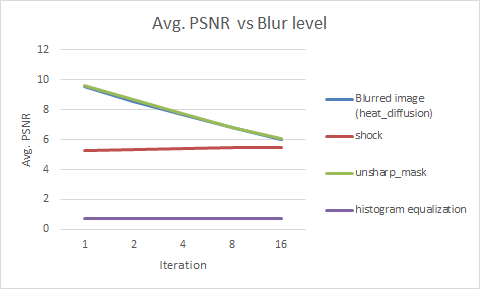 Avg. PSNR vs Blur level
12
10
8
6
4
2
0
Avg. PSNR
1 2 4 8 16
Iteration
Blurred image
(heat_diffusion)
shock
unsharp_mask
histogram equalization